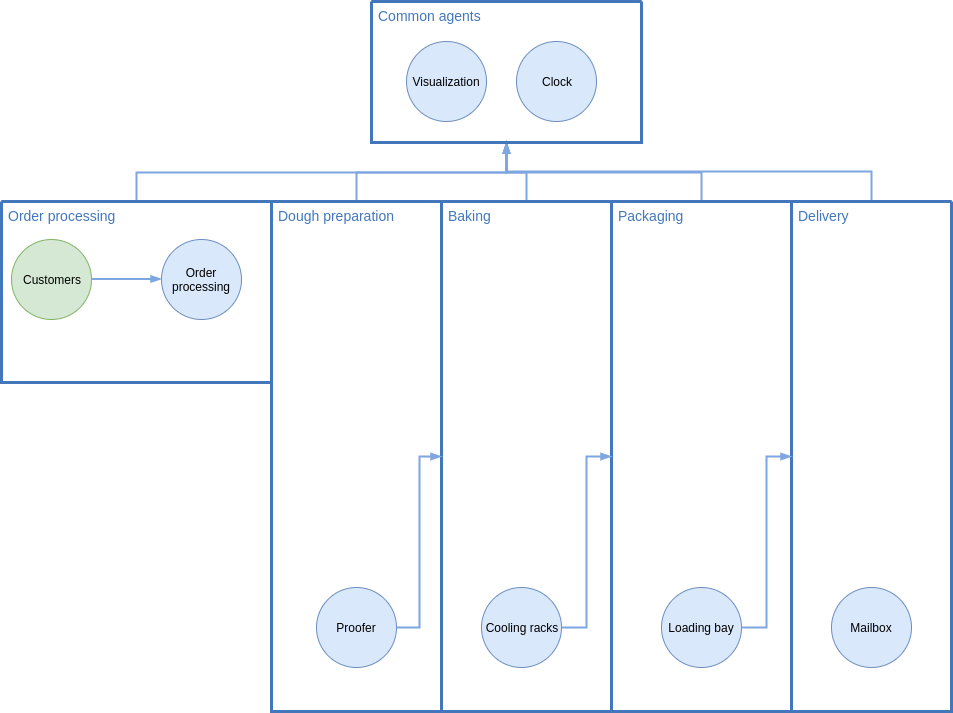 Common agents
Visualization
Clock
Order processing
Dough preparation
Baking
Packaging
Delivery
Customers
Order
processing
Proofer
Cooling racks
Loading bay
Mailbox